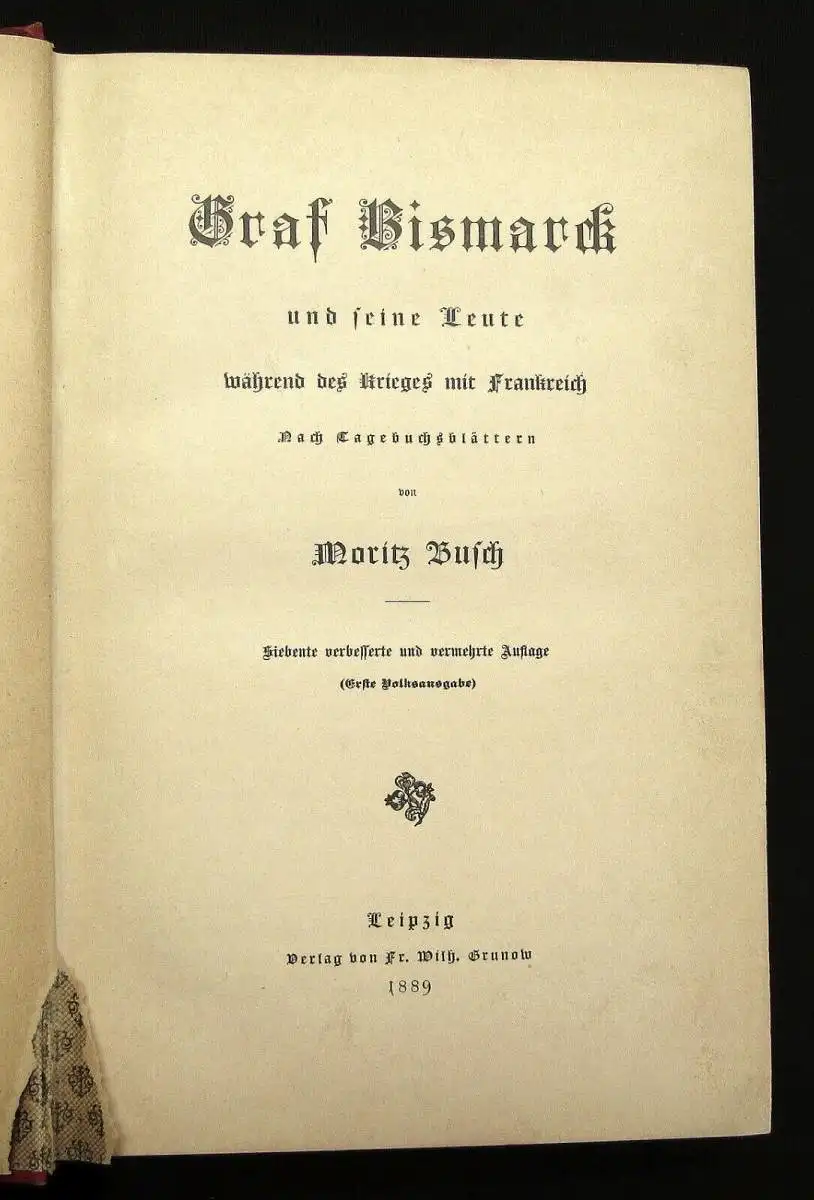 Graf Bismarck
und ſeine Leute
während des Krieges mit Frankreich
Nach Tagebuchsblättern
von
Moritz Buſch
Siebente verbeſſerte und vermehrte Auflage
(Erſte Volksausgabe)
Leipzig
Verlag von Fr. Wilh. Grunow
1889